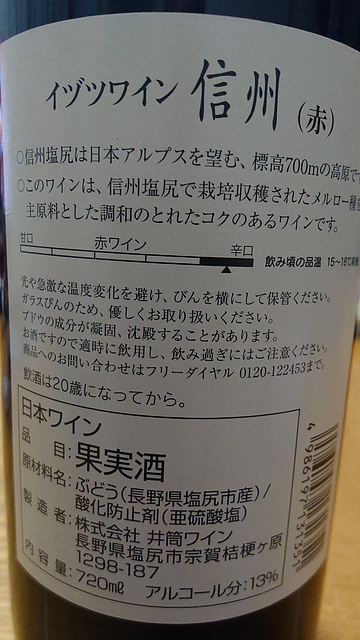 イヅツワイン 信州 (赤)
○信州塩尻は日本アルプスを望む、標高700mの高原で
○このワインは、信州塩尻で栽培収穫されたメルロー種
主原料とした調和のとれたコクのあるワインです。
甘口 赤ワイン 辛口 飲み頃の品温 15～18℃
光や急激な温度変化を避け、びんを横にして保管ください。
ガラスびんのため、優しくお取り扱いください。
ブドウの成分が凝固、沈殿することがあります。
お酒ですので適時に飲用し、飲み過ぎにはご注意ください。
商品へのお問い合わせはフリーダイヤル 0120-122453まで。
飲酒は20歳になってから。
日本ワイン
品目:果実酒
原材料名:ぶどう(長野県塩尻市産)/
酸化防止剤(亜硫酸塩)
製造者:株式会社 井筒ワイン
長野県塩尻市宗賀桔梗ヶ原
1298-187
内容量:720mℓ アルコール分:13%